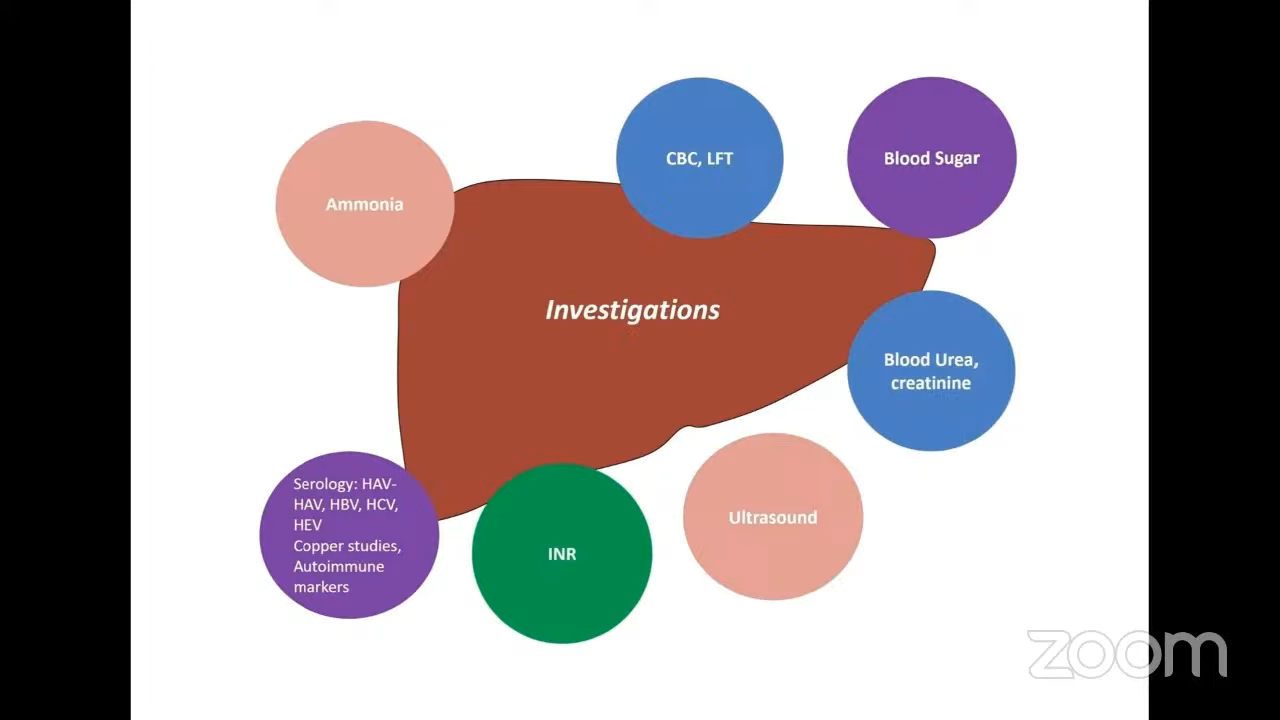 CBC, LFT
Blood Sugar
Ammonia
Investigations
Blood Urea,
creatinine
Serology: HAV-
HAV, HBV, HCV,
HEV
Copper studies,
Autoimmune
markers
INR
Ultrasound
zoom